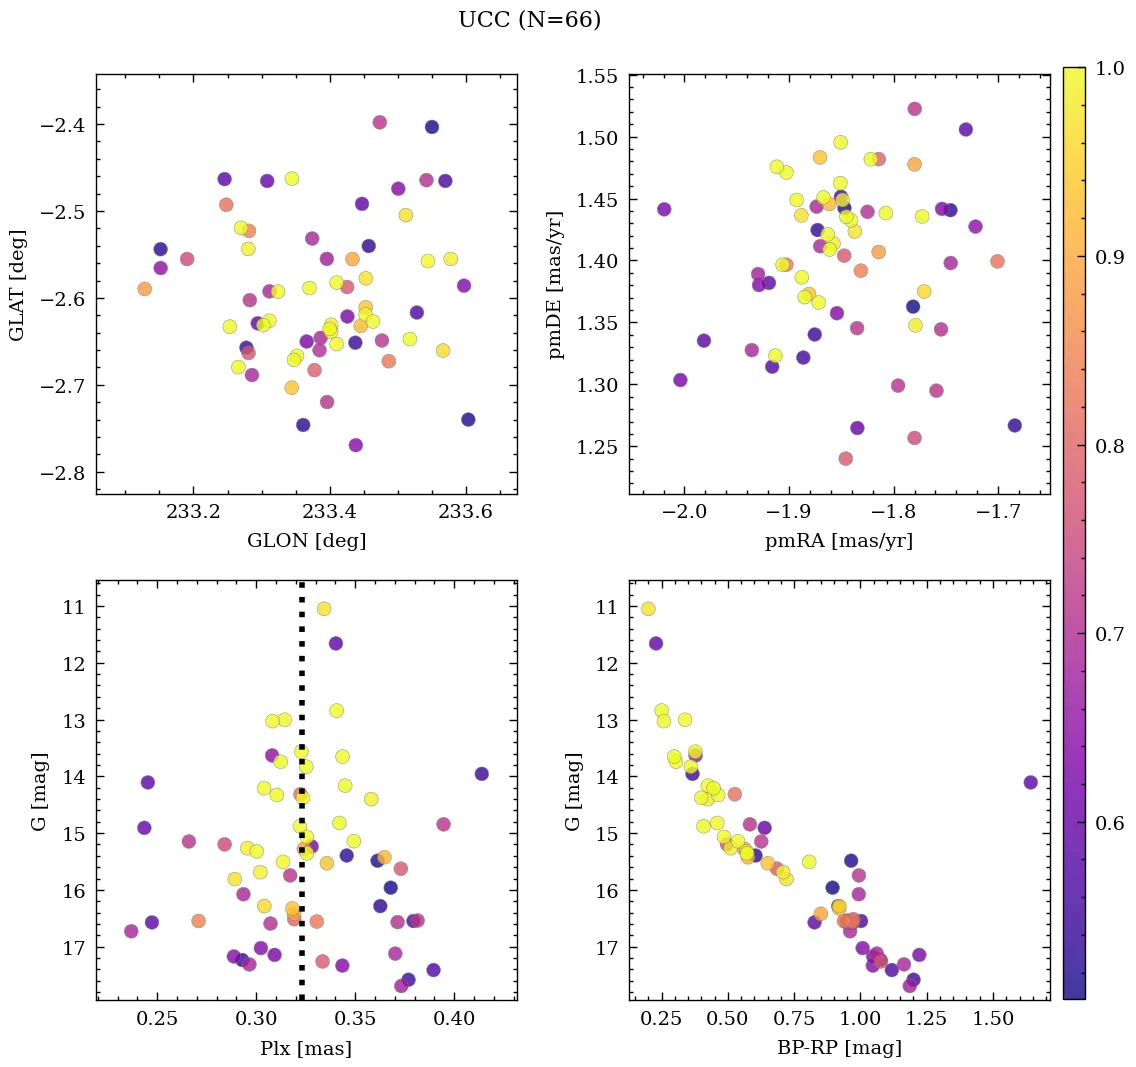 UCC (N=66)
−2.4
−2.5
−2.6
−2.7
−2.8
GLAT [deg]
233.2 233.4 233.6
GLON [deg]
1.55
1.50
1.45
1.40
1.35
1.30
1.25
pmDE [mas/yr]
−2.0 −1.9 −1.8 −1.7
pmRA [mas/yr]
11
12
13
14
15
16
17
G [mag]
0.25 0.30 0.35 0.40
Plx [mas]
11
12
13
14
15
16
17
G [mag]
0.25 0.50 0.75 1.00 1.25 1.50
BP-RP [mag]
1.0
0.9
0.8
0.7
0.6